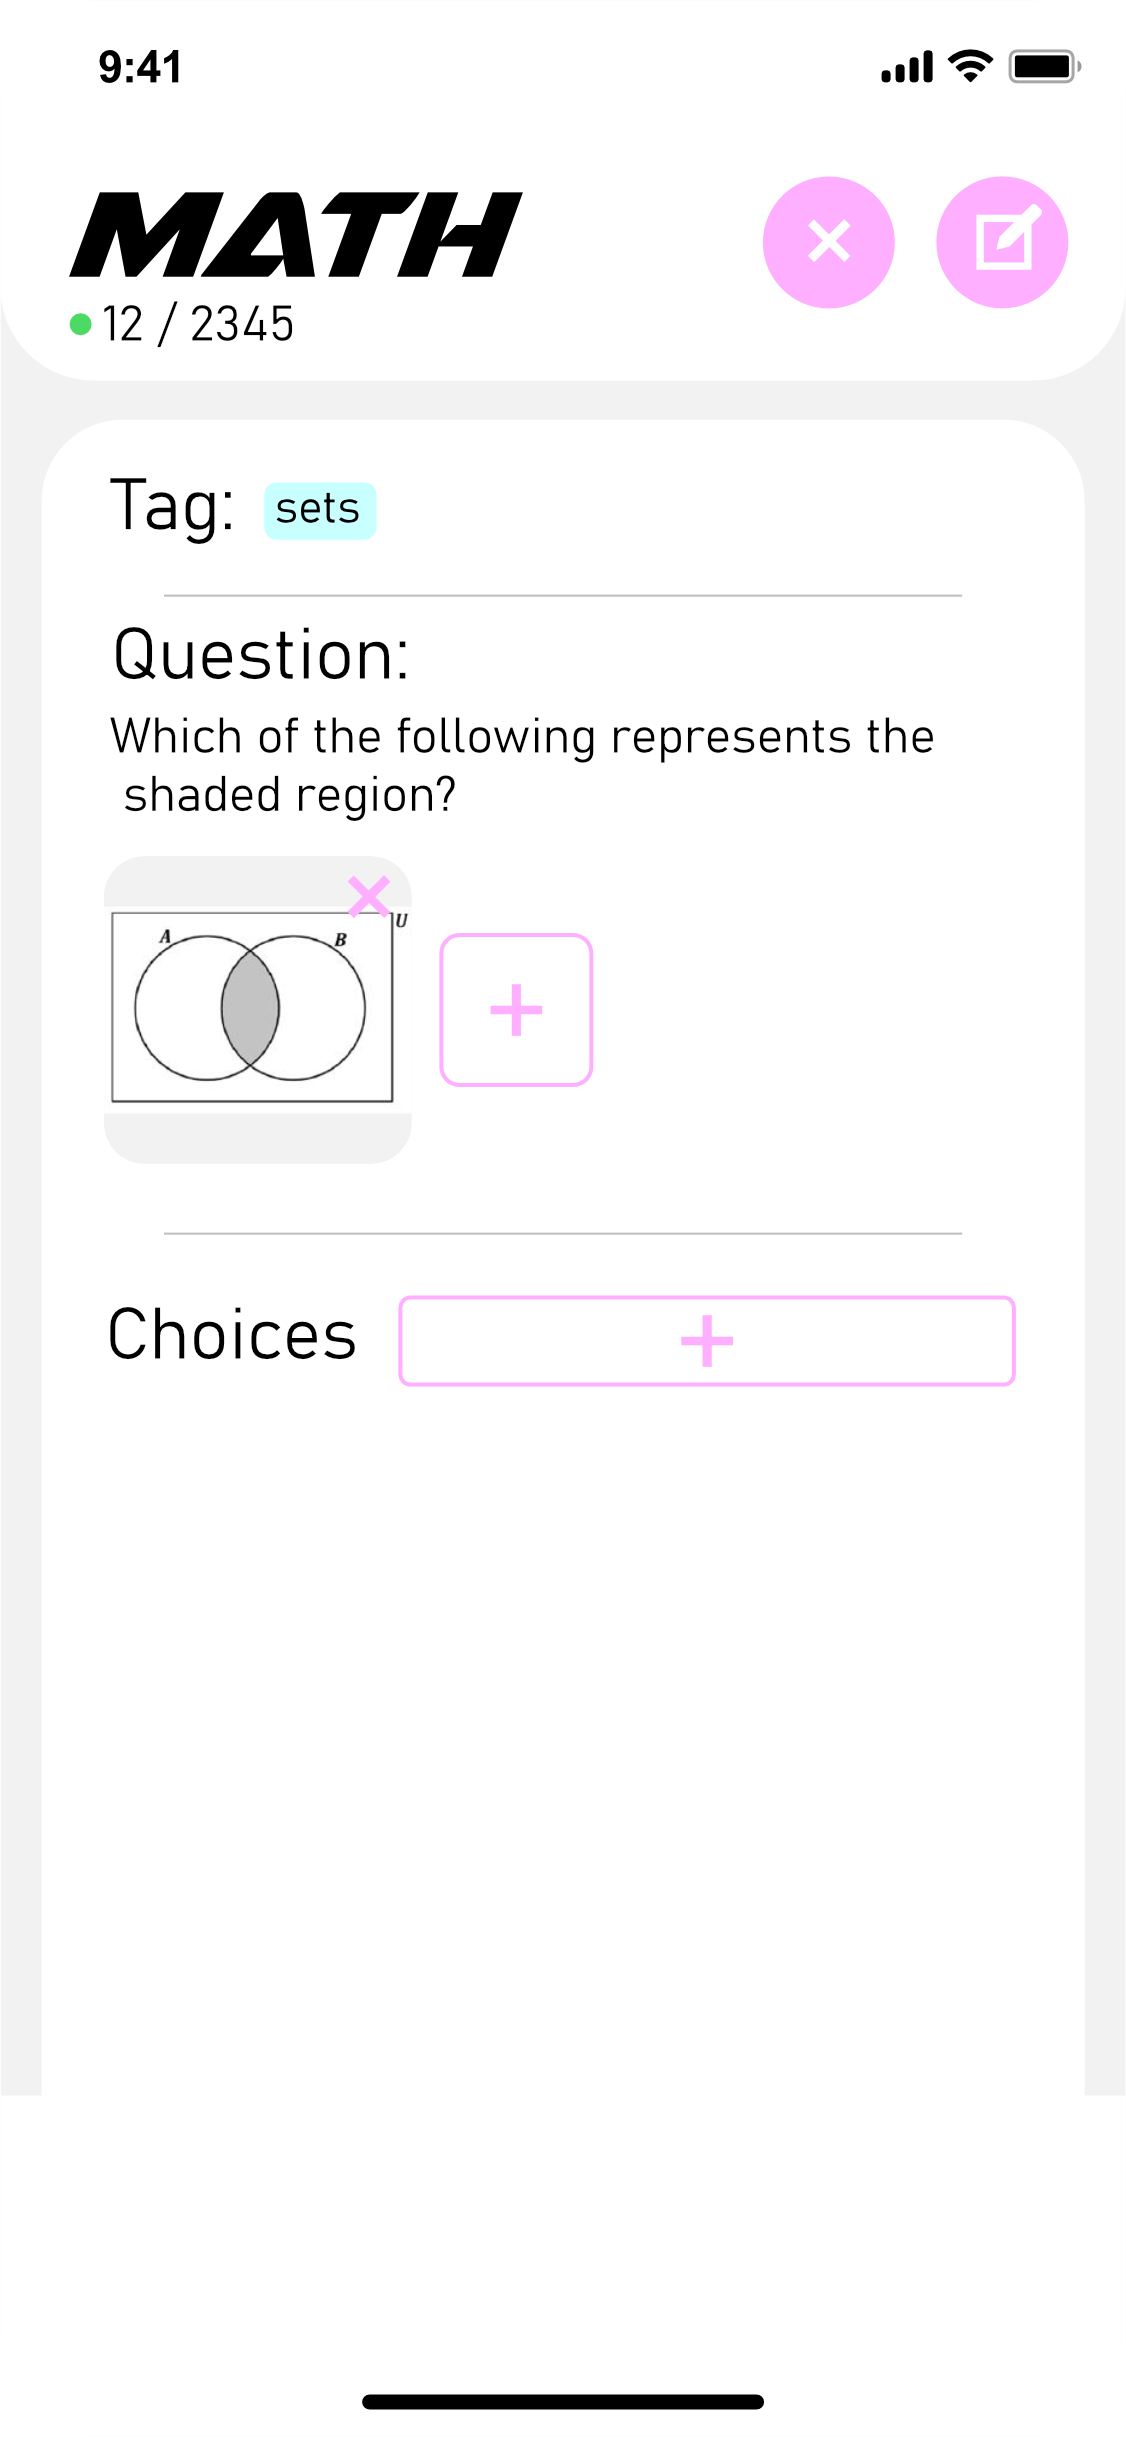 9:41
MATH
12 / 2345
Tag: sets
Question:
Which of the following represents the
shaded region?
A B U
Choices